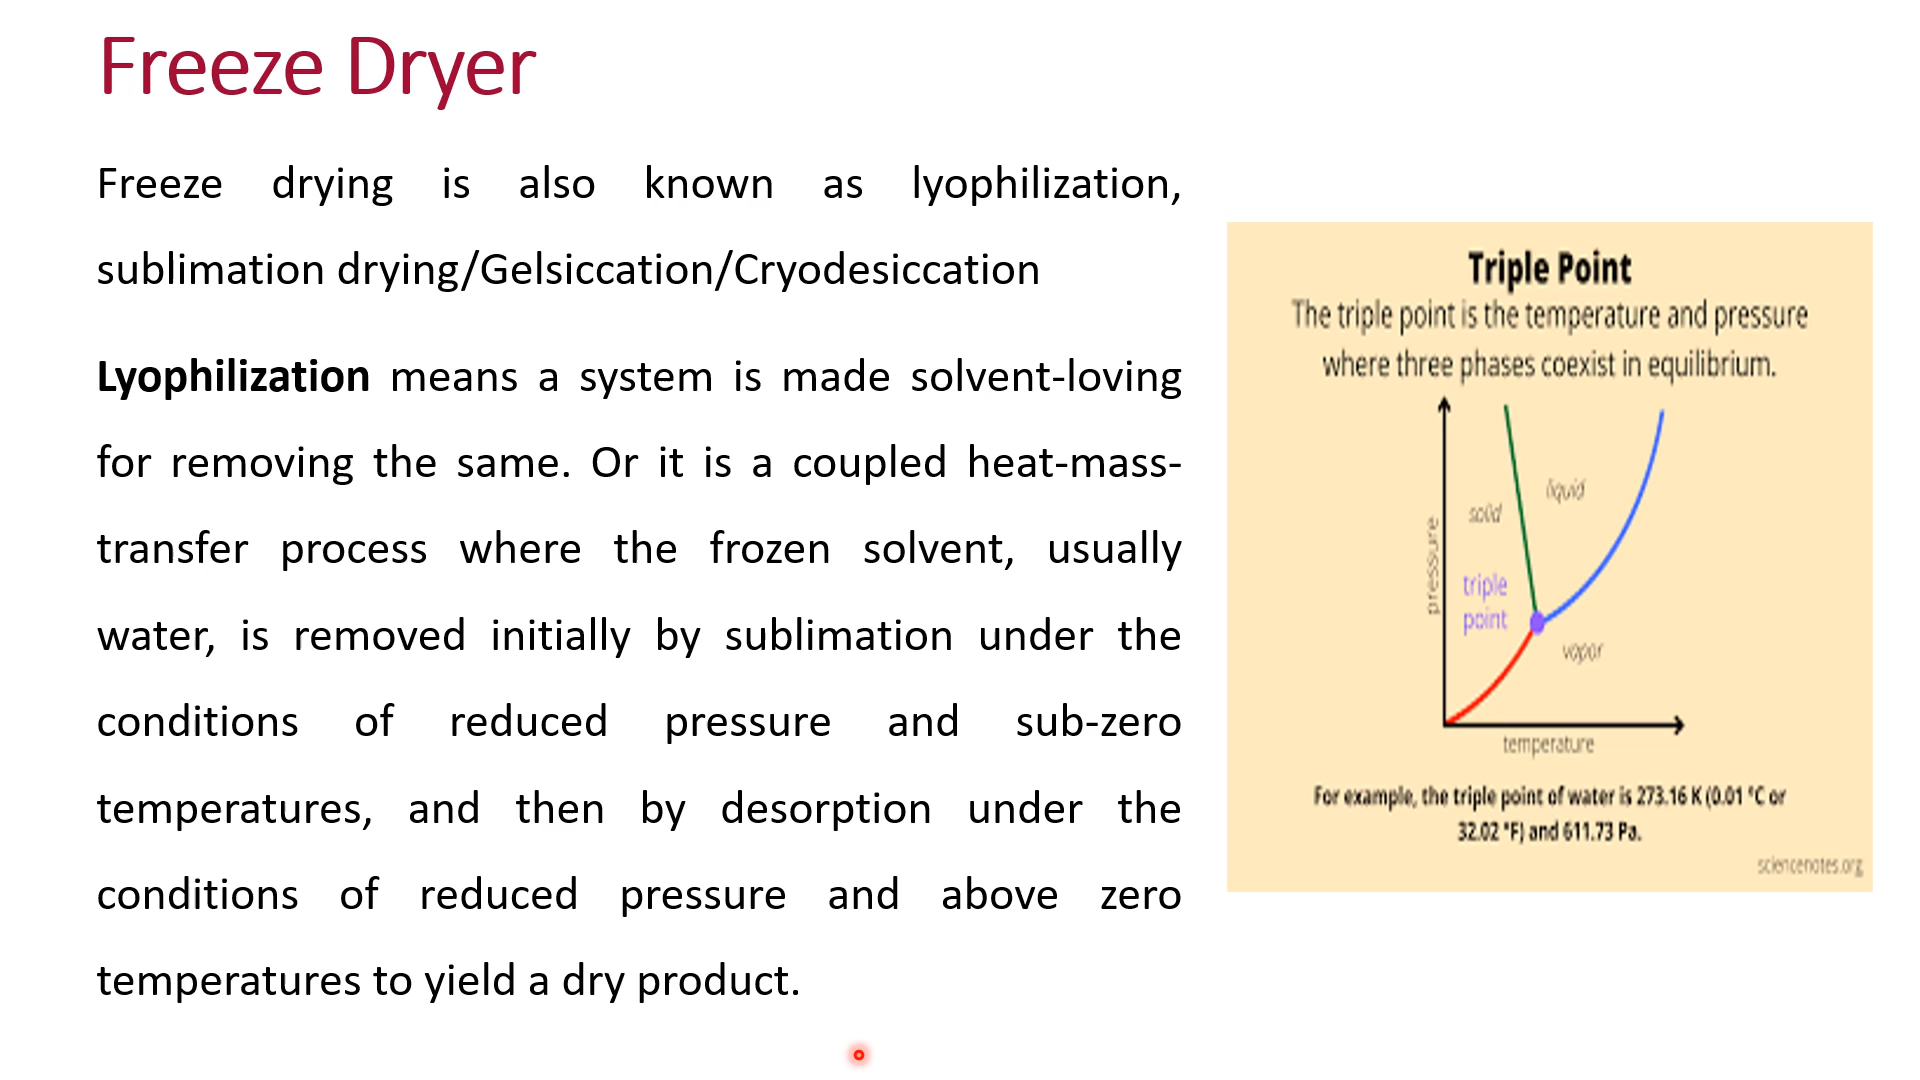 Freeze Dryer
Freeze drying is also known as lyophilization,
sublimation drying/Gelsiccation/Cryodesiccation
Lyophilization means a system is made solvent-loving
for removing the same. Or it is a coupled heat-mass-
transfer process where the frozen solvent, usually
water, is removed initially by sublimation under the
conditions of reduced pressure and sub-zero
temperatures, and then by desorption under the
conditions of reduced pressure and above zero
temperatures to yield a dry product.
Triple Point
The triple point is the temperature and pressure
where three phases coexist in equilibrium.
liquid
solid
pressure
triple
point
vapor
temperature
For example, the triple point of water is 273.16 K (0.01 °C or
32.02 °F) and 611.73 Pa.
sciencenotes.org